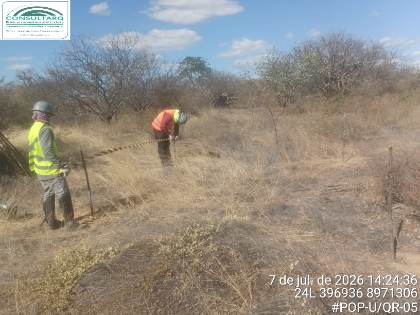 CONSULTARQ
7 de jul. de 2026 14:24:36
24L 396936 8971306
#POP-U/QR-05